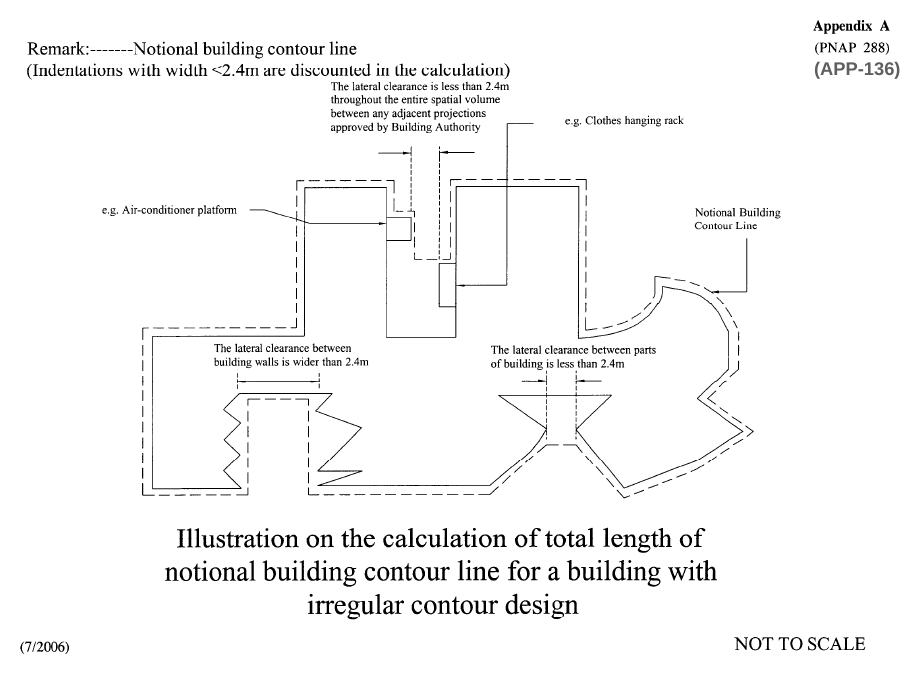 Appendix A
Remark:-------Notional building contour line
(PNAP 288)
(Indentations with width <2.4m are discounted in the calculation)
(APP-136)
The lateral clearance is less than 2.4m
throughout the entire spatial volume
between any adjacent projections
approved by Building Authority
e.g. Clothes hanging rack
e.g. Air-conditioner platform
Notional Building
Contour Line
The lateral clearance between
building walls is wider than 2.4m
The lateral clearance between parts
of building is less than 2.4m
Illustration on the calculation of total length of
notional building contour line for a building with
irregular contour design
(7/2006)
NOT TO SCALE